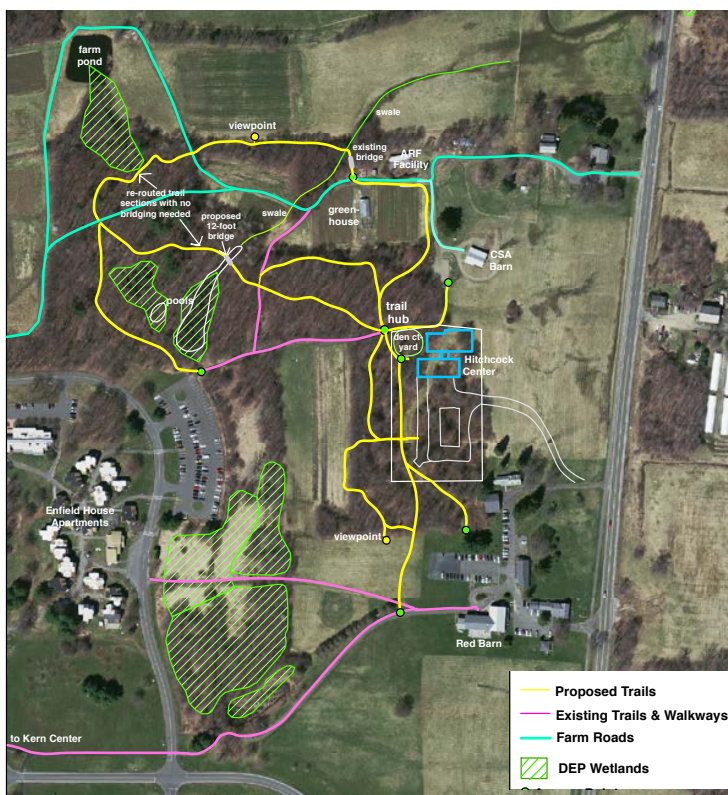 farm
pond
viewpoint
swale
existing
bridge
ARF
Facility
re-routed trail
sections with no
bridging needed
proposed
12-foot
bridge
swale
green-
house
CSA
Barn
pools
trail
hub
den ct
yard
Hitchcock
Center
Enfield House
Apartments
viewpoint
Red Barn
to Kern Center
Proposed Trails
Existing Trails & Walkways
Farm Roads
DEP Wetlands